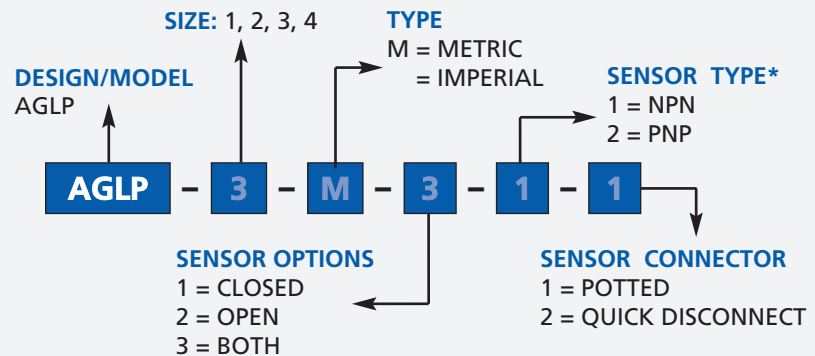 SIZE: 1, 2, 3, 4
TYPE
M = METRIC
= IMPERIAL
DESIGN/MODEL
AGLP
SENSOR TYPE*
1 = NPN
2 = PNP
AGLP - 3 - M - 3 - 1 - 1
SENSOR OPTIONS
1 = CLOSED
2 = OPEN
3 = BOTH
SENSOR CONNECTOR
1 = POTTED
2 = QUICK DISCONNECT